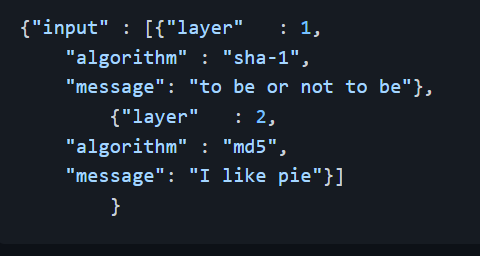 {"input" : [{"layer"   : 1,
    "algorithm" : "sha-1",
    "message": "to be or not to be"},
        {"layer"   : 2,
    "algorithm" : "md5",
    "message": "I like pie"}]
        }